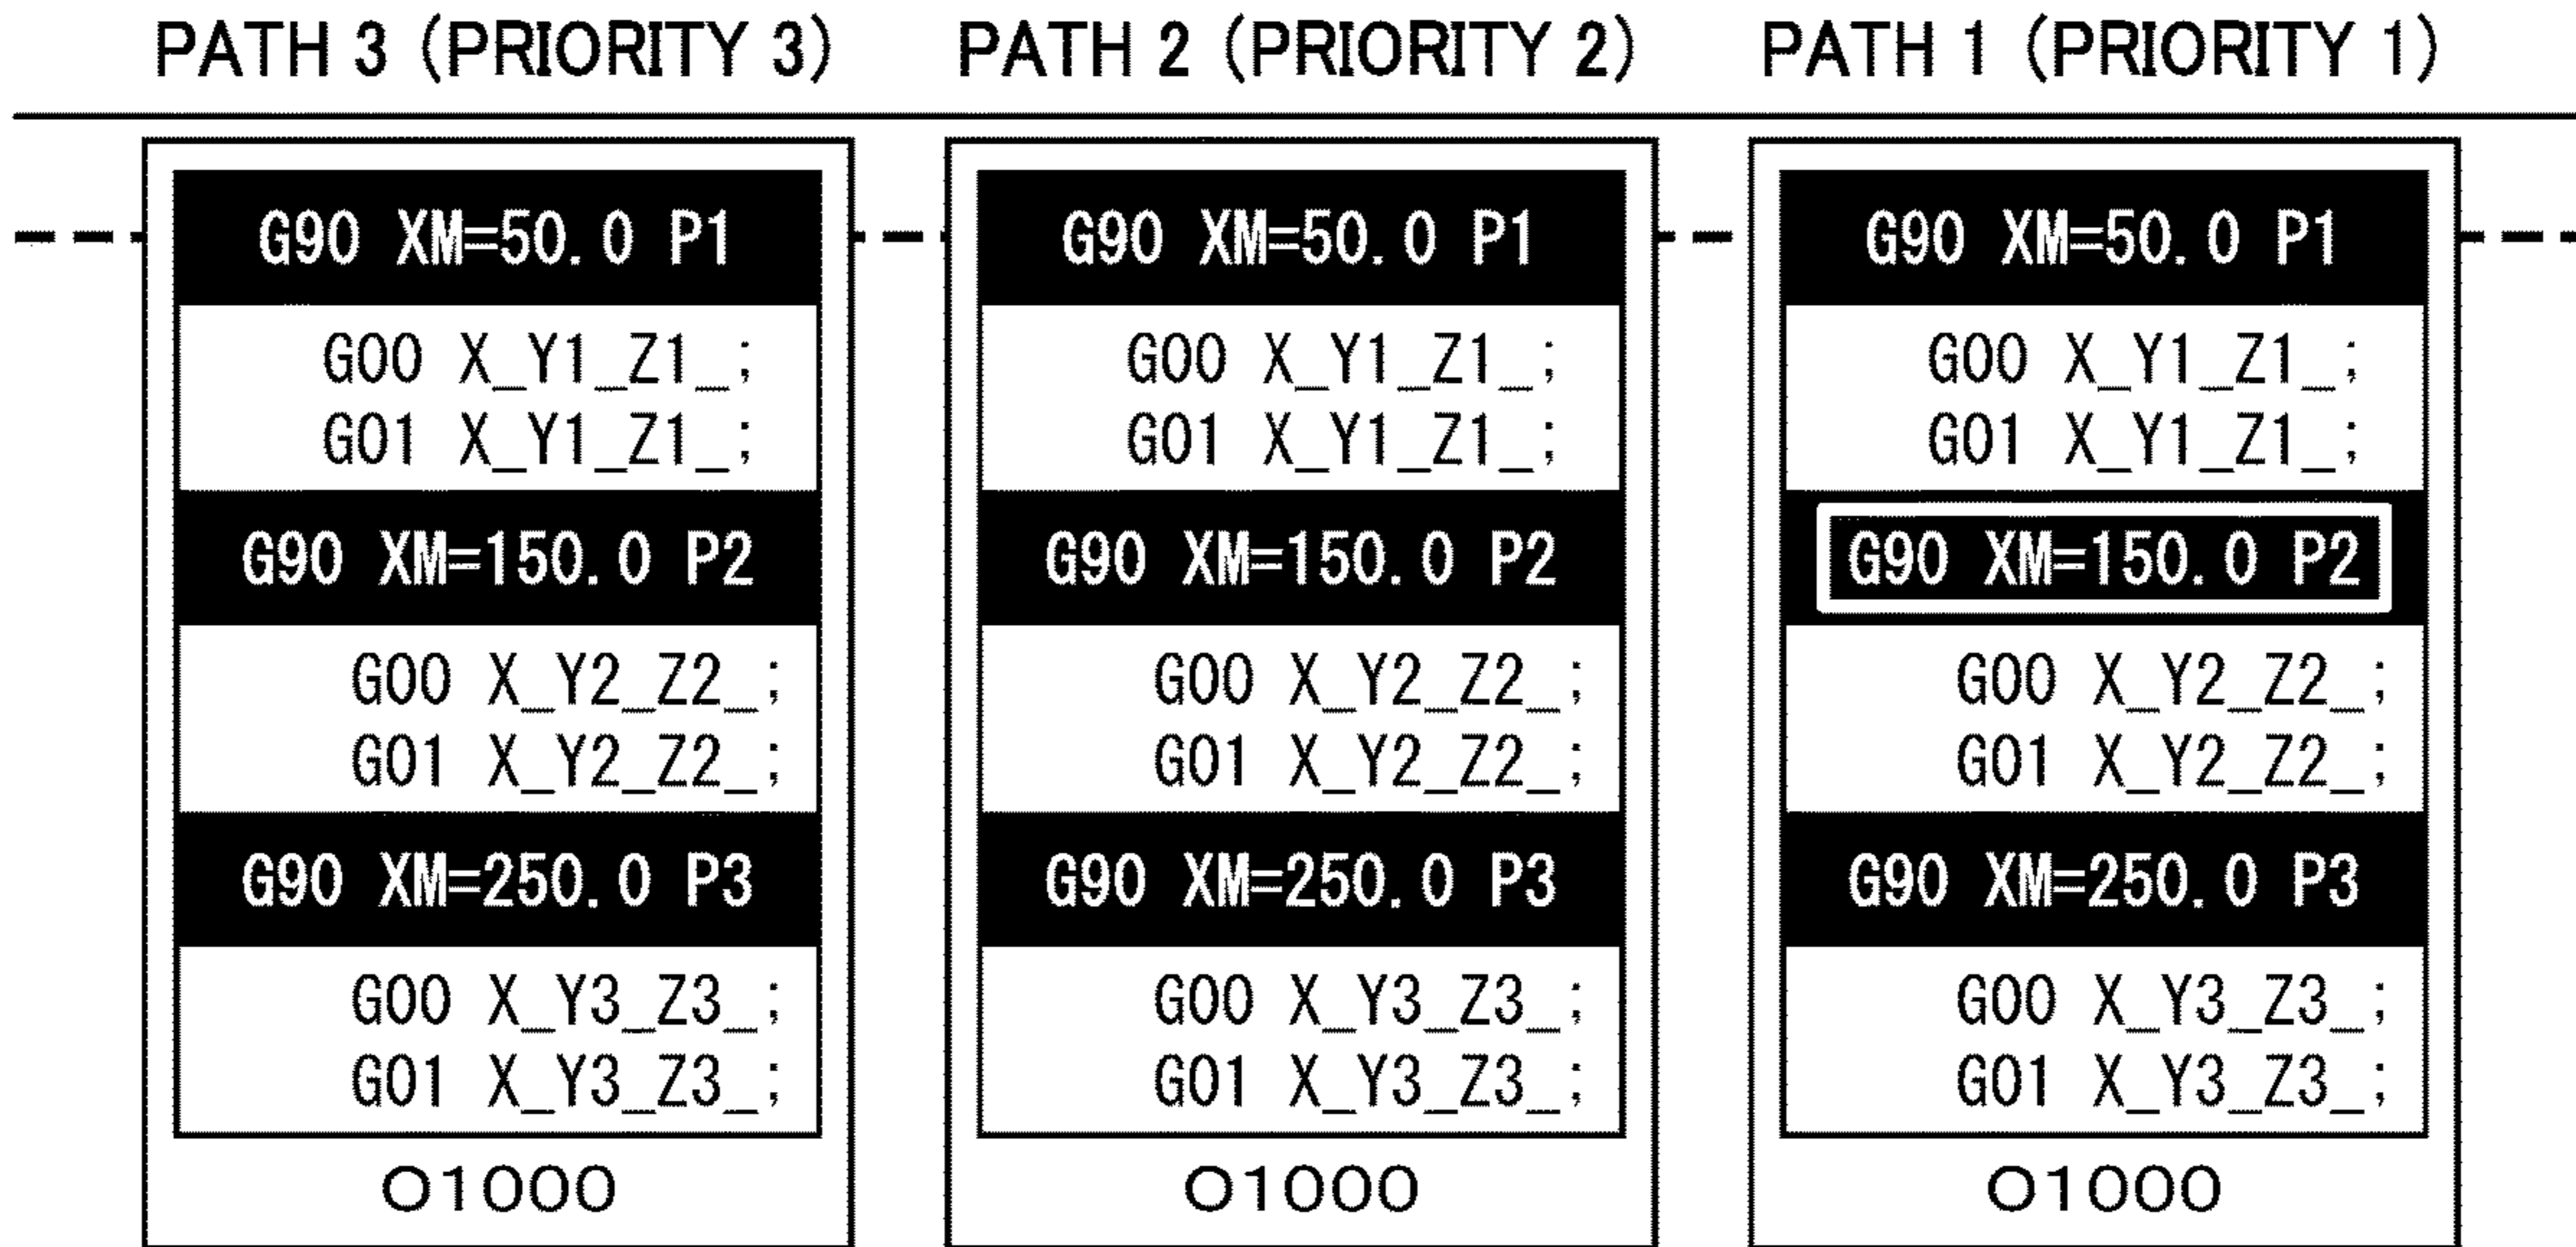 PATH 3 (PRIORITY 3)
G90 XM=50.0 P1
G00 X_Y1_Z1_;
G01 X_Y1_Z1_;
G90 XM=150.0 P2
G00 X_Y2_Z2_;
G01 X_Y2_Z2_;
G90 XM=250.0 P3
G00 X_Y3_Z3_;
G01 X_Y3_Z3_;
O1000
PATH 2 (PRIORITY 2)
G90 XM=50.0 P1
G00 X_Y1_Z1_;
G01 X_Y1_Z1_;
G90 XM=150.0 P2
G00 X_Y2_Z2_;
G01 X_Y2_Z2_;
G90 XM=250.0 P3
G00 X_Y3_Z3_;
G01 X_Y3_Z3_;
O1000
PATH 1 (PRIORITY 1)
G90 XM=50.0 P1
G00 X_Y1_Z1_;
G01 X_Y1_Z1_;
G90 XM=150.0 P2
G00 X_Y2_Z2_;
G01 X_Y2_Z2_;
G90 XM=250.0 P3
G00 X_Y3_Z3_;
G01 X_Y3_Z3_;
O1000